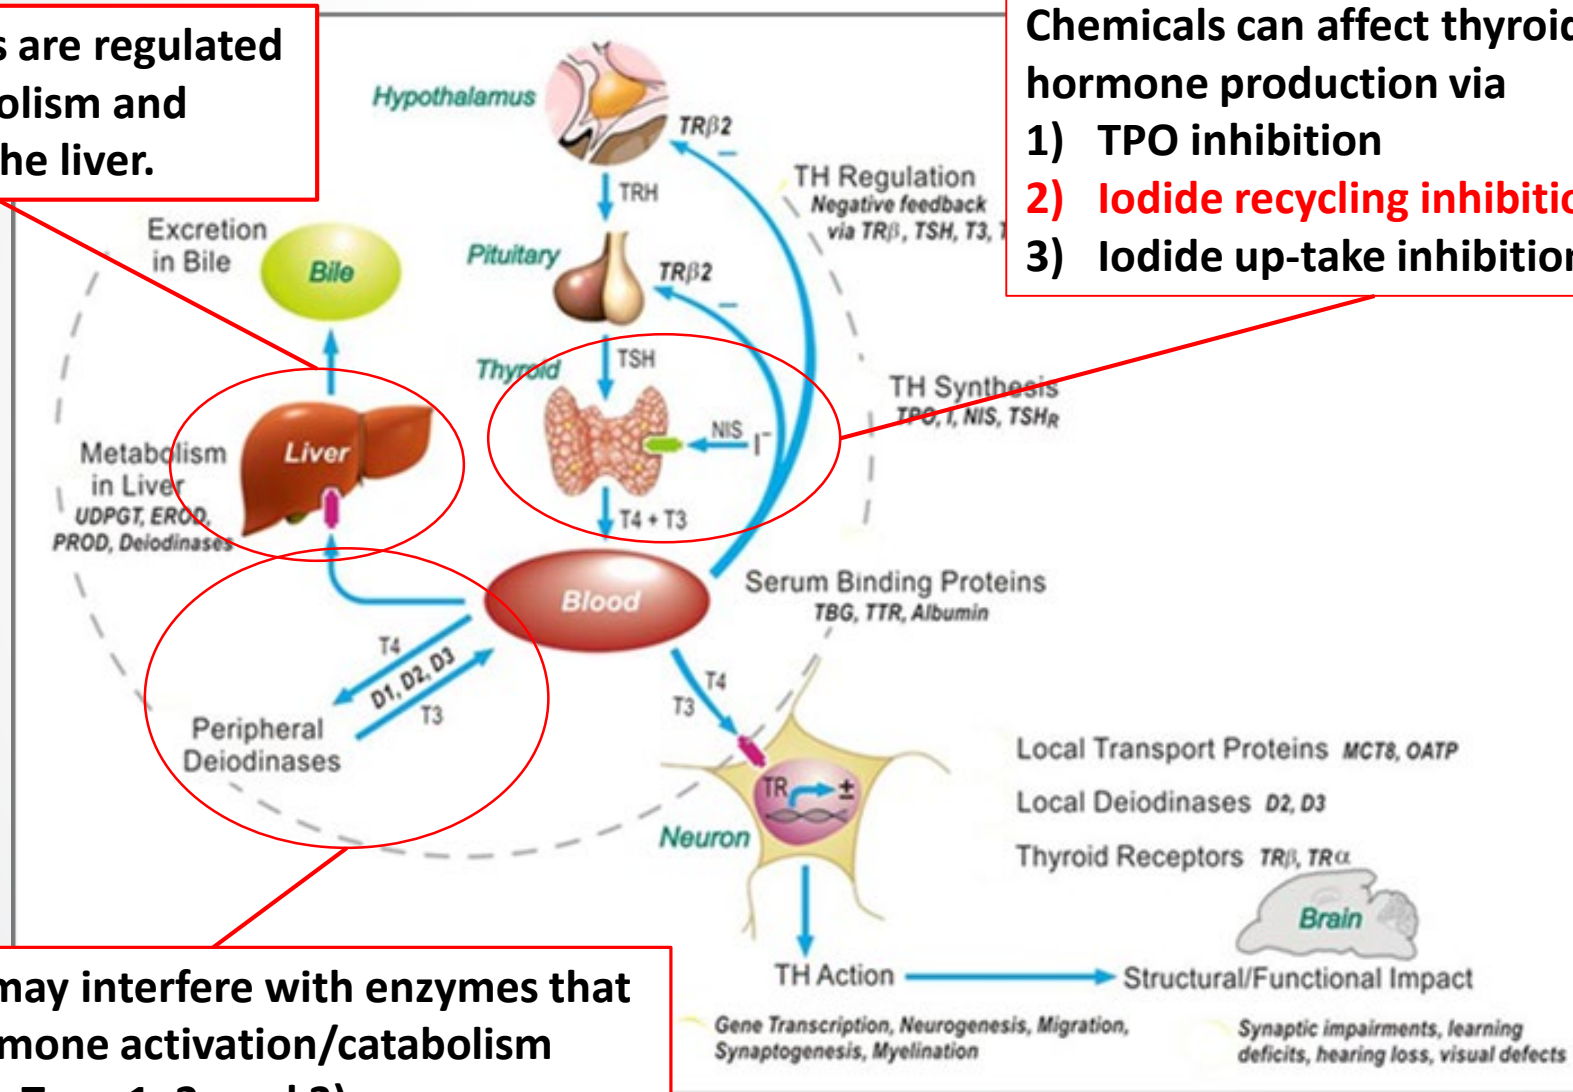 s are regulated
olism and
he liver.
Chemicals can affect thyroid
hormone production via
1) TPO inhibition
2) Iodide recycling inhibitio
3) Iodide up-take inhibition
Hypothalamus
TRβ2
–
TRH
TH Regulation
Negative feedback
via TRβ, TSH, T3, T
Excretion
in Bile
Bile
Pituitary
TRβ2
–
TSH
Thyroid
TH Synthesis
TPO, I, NIS, TSHR
NIS I⁻
Metabolism
in Liver
UDPGT, EROD,
PROD, Deiodinases
Liver
T4 + T3
Blood
Serum Binding Proteins
TBG, TTR, Albumin
T4
D1, D2, D3
T3
Peripheral
Deiodinases
T4
T3
TR ±
Neuron
Local Transport Proteins MCT8, OATP
Local Deiodinases D2, D3
Thyroid Receptors TRβ, TRα
Brain
TH Action
Structural/Functional Impact
Gene Transcription, Neurogenesis, Migration,
Synaptogenesis, Myelination
Synaptic impairments, learning
deficits, hearing loss, visual defects
may interfere with enzymes that
mone activation/catabolism